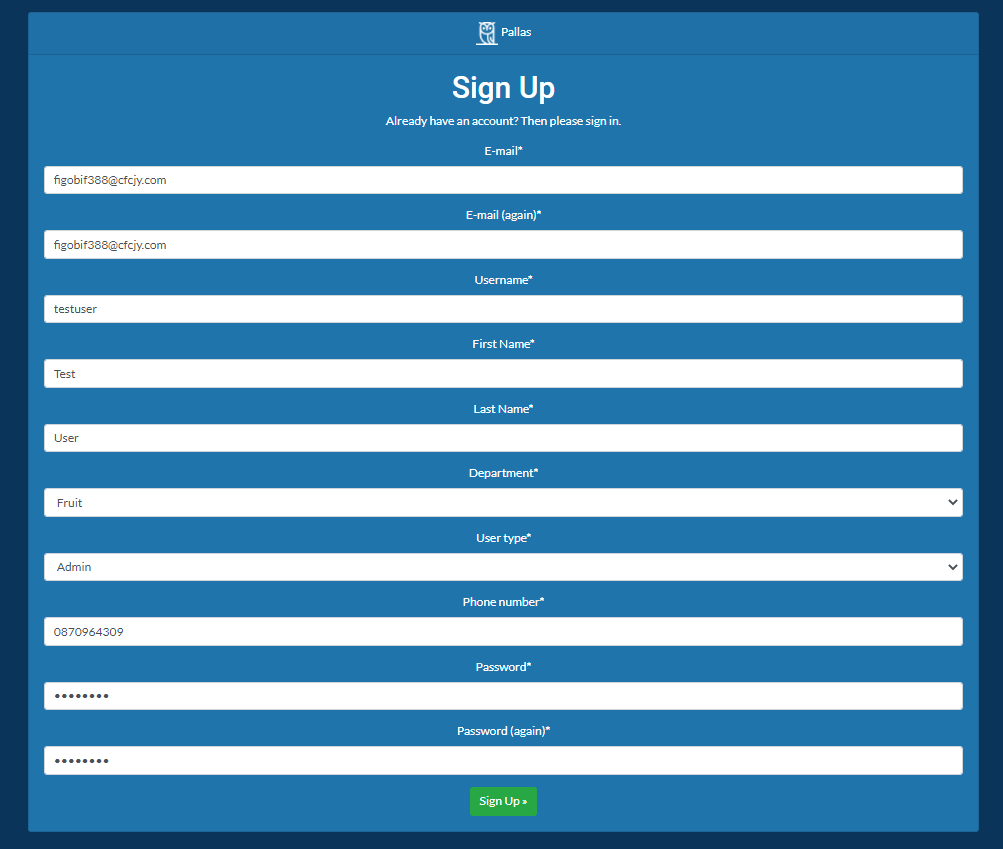 Pallas
Sign Up
Already have an account? Then please sign in.
E-mail*
figobif388@cfcjy.com
E-mail (again)*
figobif388@cfcjy.com
Username*
testuser
First Name*
Test
Last Name*
User
Department*
Fruit
User type*
Admin
Phone number*
0870964309
Password*
••••••••
Password (again)*
••••••••
Sign Up »